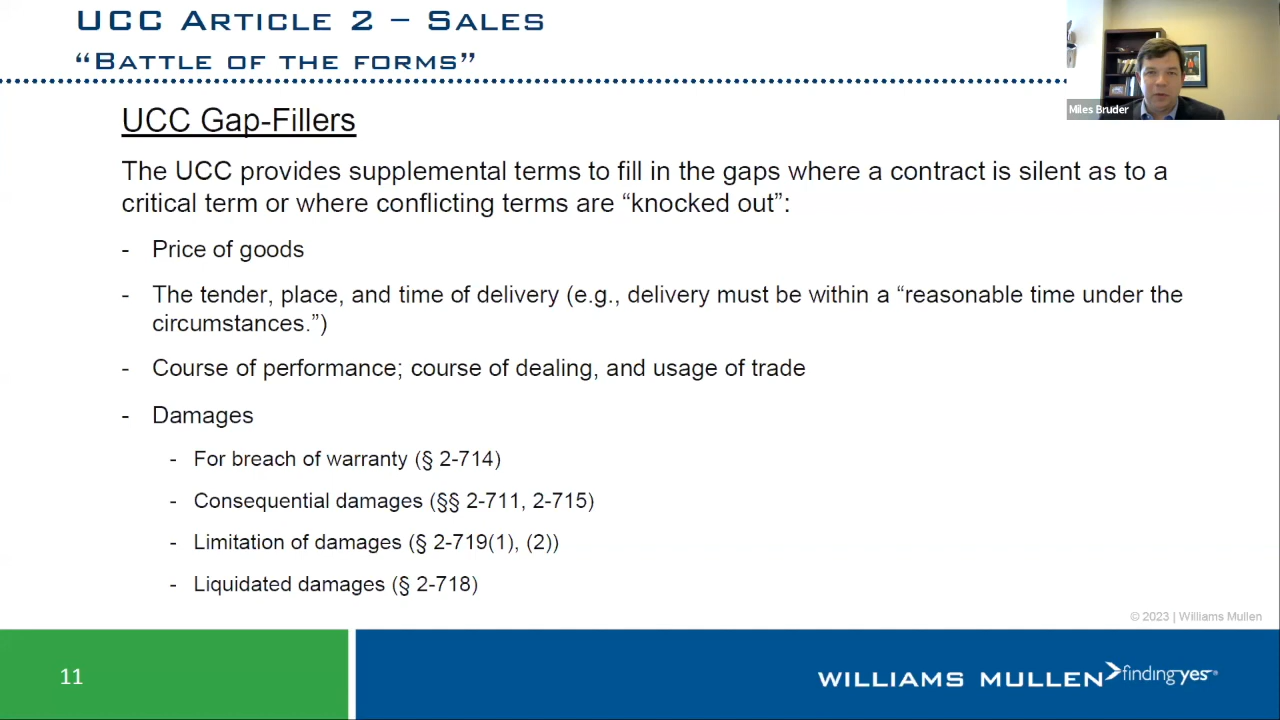 UCC ARTICLE 2 – SALES
“BATTLE OF THE FORMS”
Miles Bruder
UCC Gap-Fillers
The UCC provides supplemental terms to fill in the gaps where a contract is silent as to a
critical term or where conflicting terms are “knocked out”:
- Price of goods
- The tender, place, and time of delivery (e.g., delivery must be within a “reasonable time under the
circumstances.”)
- Course of performance; course of dealing, and usage of trade
- Damages
- For breach of warranty (§ 2-714)
- Consequential damages (§§ 2-711, 2-715)
- Limitation of damages (§ 2-719(1), (2))
- Liquidated damages (§ 2-718)
© 2023 | Williams Mullen
11
WILLIAMS MULLEN finding yes®